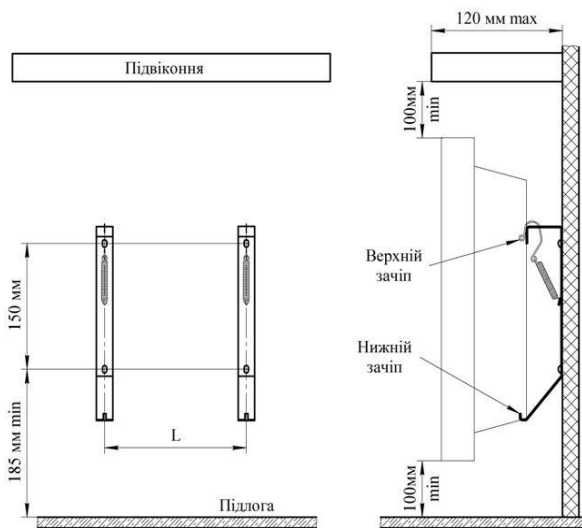 120 мм max
Підвіконня
100мм
min
Верхній
зачіп
150 мм
Нижній
зачіп
185 мм min
L
100мм
min
Підлога